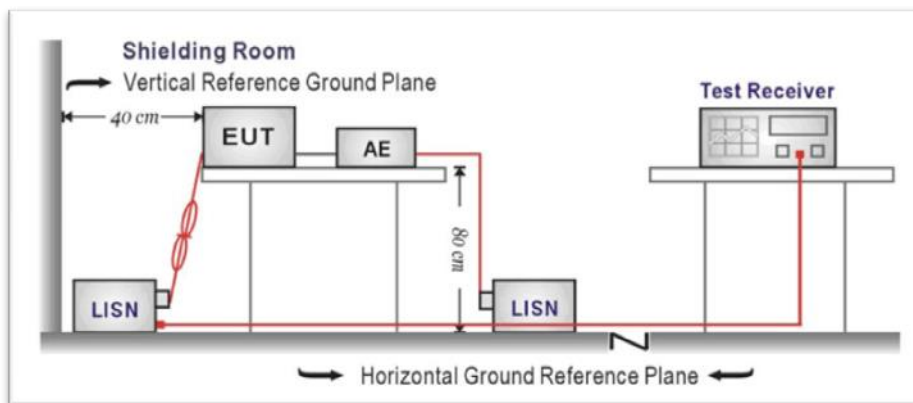 Shielding Room
Vertical Reference Ground Plane
40 cm
EUT
AE
Test Receiver
80 cm
LISN
LISN
Horizontal Ground Reference Plane